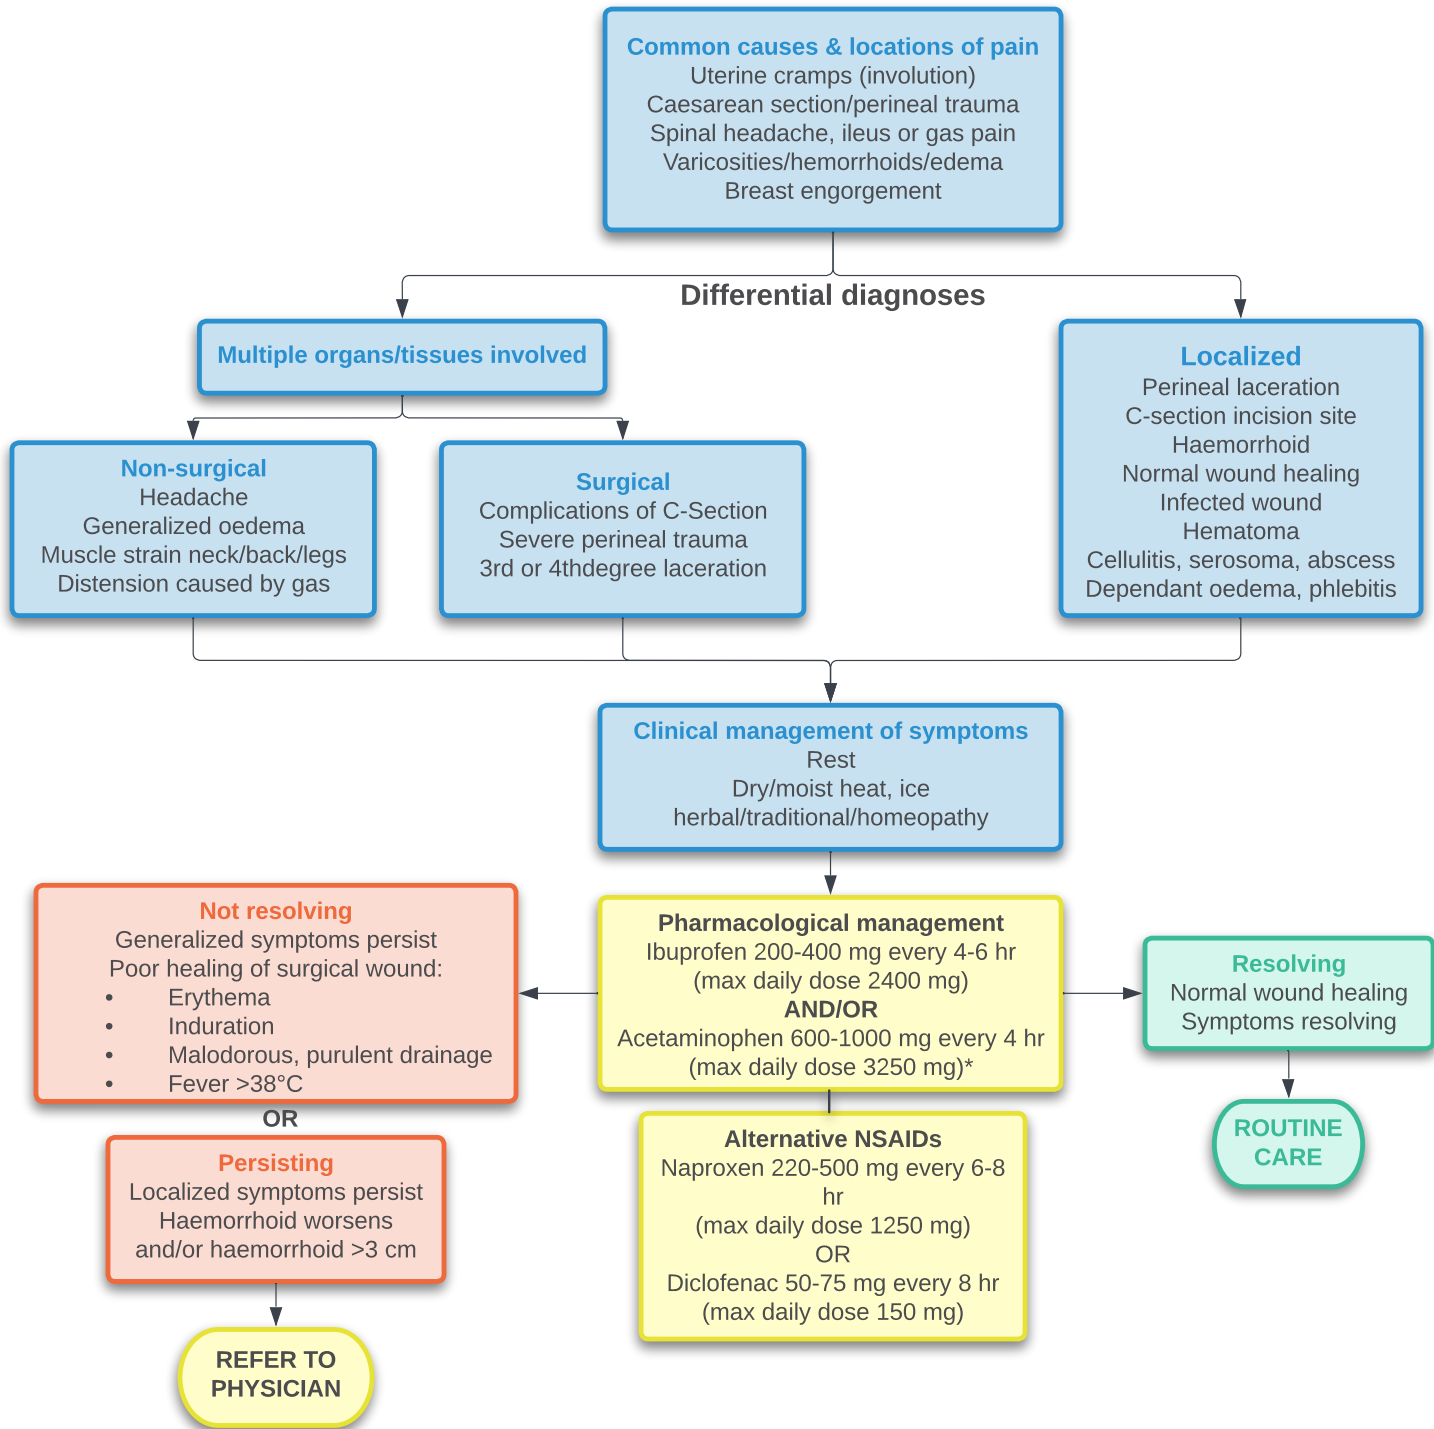 Common causes & locations of pain
Uterine cramps (involution)
Caesarean section/perineal trauma
Spinal headache, ileus or gas pain
Varicosities/hemorrhoids/edema
Breast engorgement
Differential diagnoses
Multiple organs/tissues involved
Non-surgical
Headache
Generalized oedema
Muscle strain neck/back/legs
Distension caused by gas
Surgical
Complications of C-Section
Severe perineal trauma
3rd or 4thdegree laceration
Localized
Perineal laceration
C-section incision site
Haemorrhoid
Normal wound healing
Infected wound
Hematoma
Cellulitis, serosoma, abscess
Dependant oedema, phlebitis
Clinical management of symptoms
Rest
Dry/moist heat, ice
herbal/traditional/homeopathy
Not resolving
Generalized symptoms persist
Poor healing of surgical wound:
• Erythema
• Induration
• Malodorous, purulent drainage
• Fever >38°C
OR
Persisting
Localized symptoms persist
Haemorrhoid worsens
and/or haemorrhoid >3 cm
REFER TO
PHYSICIAN
Pharmacological management
Ibuprofen 200-400 mg every 4-6 hr
(max daily dose 2400 mg)
AND/OR
Acetaminophen 600-1000 mg every 4 hr
(max daily dose 3250 mg)*
Alternative NSAIDs
Naproxen 220-500 mg every 6-8
hr
(max daily dose 1250 mg)
OR
Diclofenac 50-75 mg every 8 hr
(max daily dose 150 mg)
Resolving
Normal wound healing
Symptoms resolving
ROUTINE
CARE